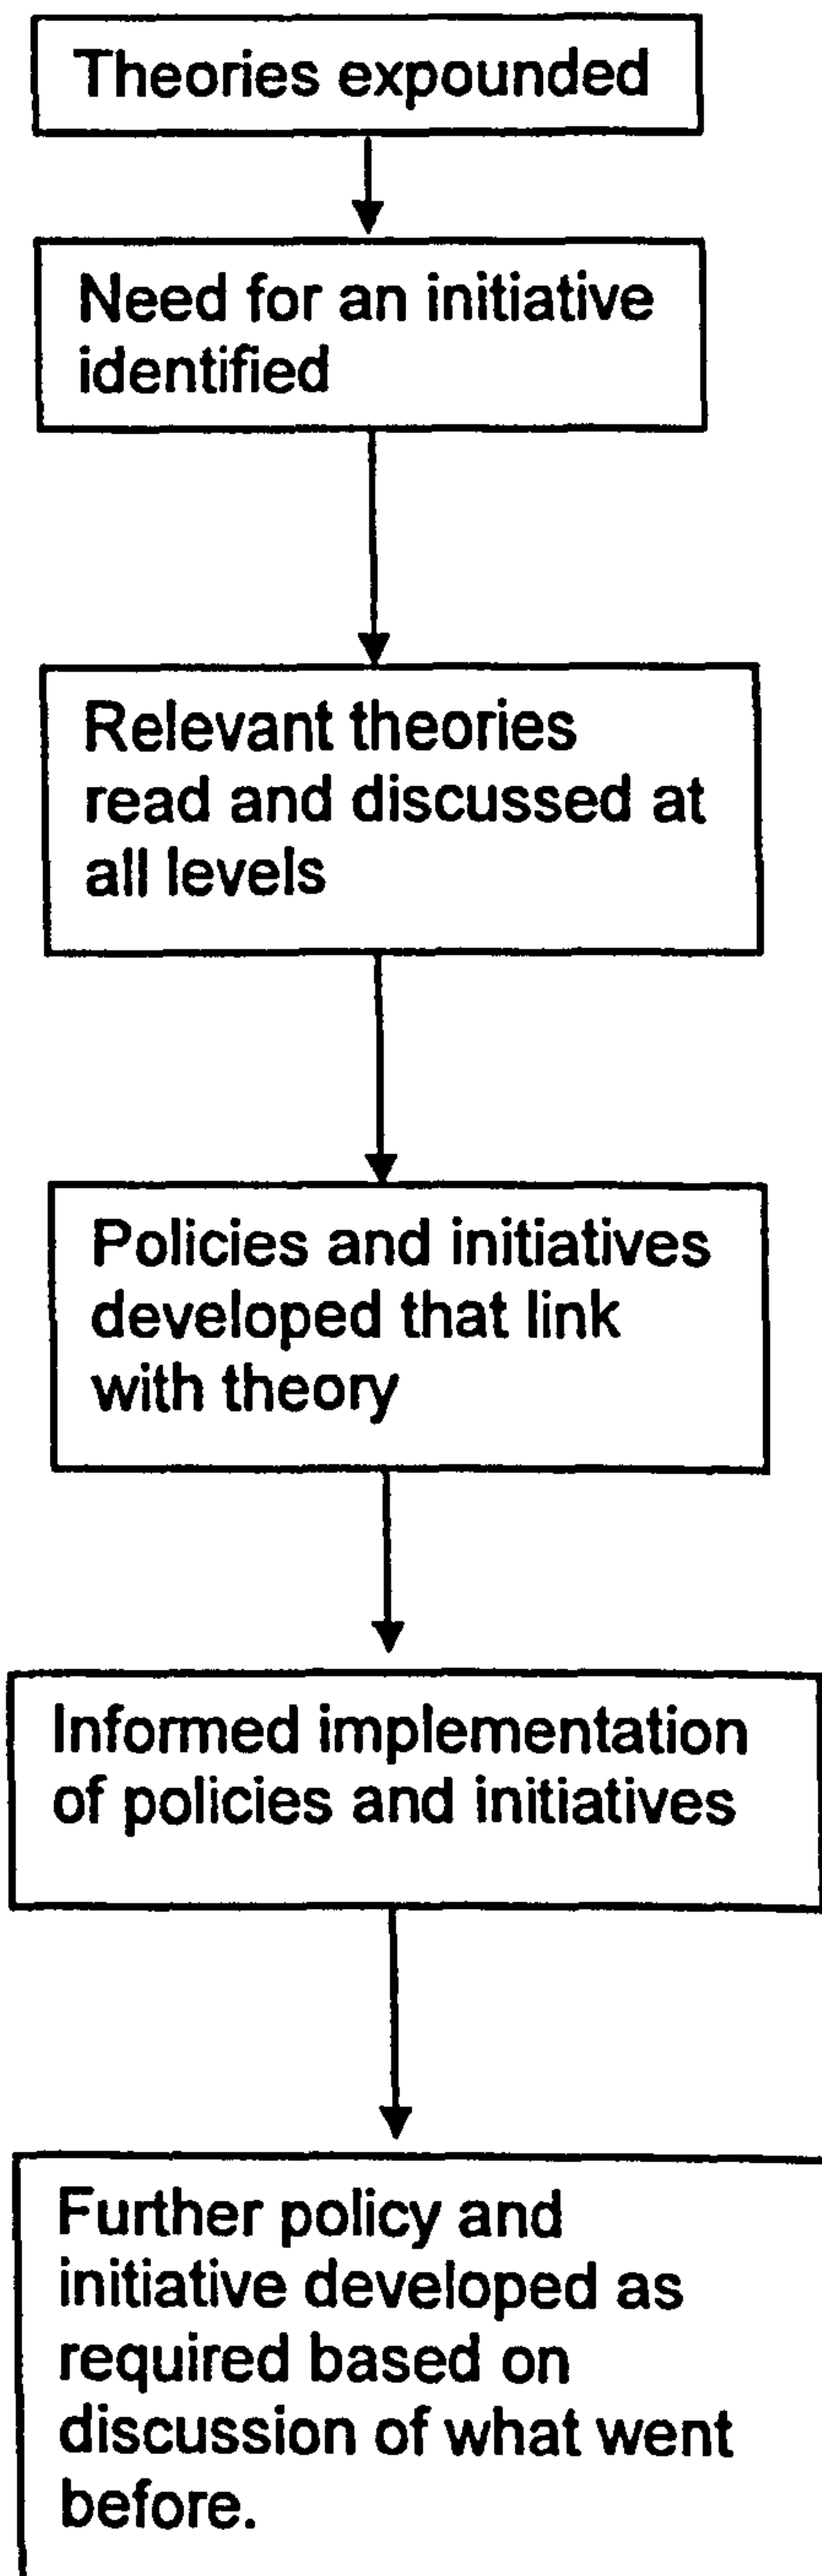 Theories expounded
Need for an initiative
identified
Relevant theories
read and discussed at
all levels
Policies and initiatives
developed that link
with theory
Informed implementation
of policies and initiatives
Further policy and
initiative developed as
required based on
discussion of what went
before.